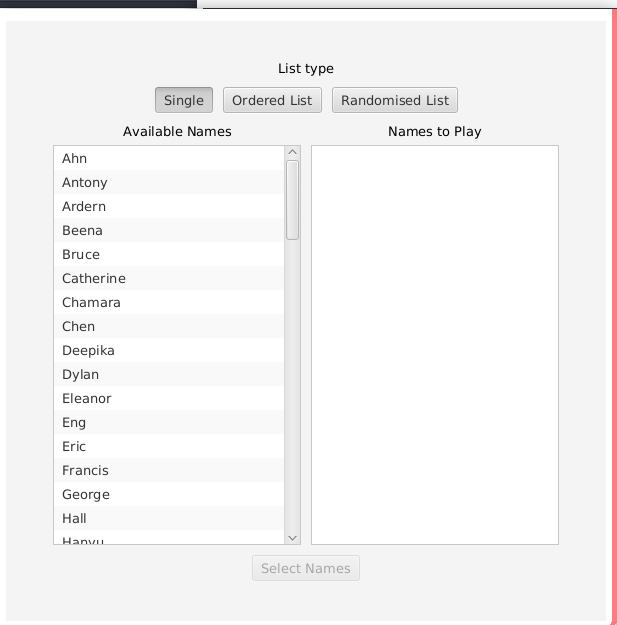 List type
Single Ordered List Randomised List
Available Names Names to Play
Ahn
Antony
Ardern
Beena
Bruce
Catherine
Chamara
Chen
Deepika
Dylan
Eleanor
Eng
Eric
Francis
George
Hall
Hanyu
Select Names